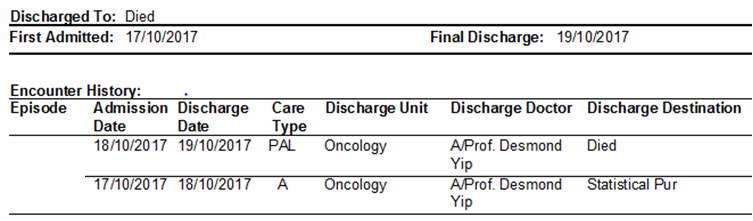 Discharged To: Died
First Admitted: 17/10/2017 Final Discharge: 19/10/2017
Encounter History:
Episode Admission Date Discharge Date Care Type Discharge Unit Discharge Doctor Discharge Destination
18/10/2017 19/10/2017 PAL Oncology A/Prof. Desmond Yip Died
17/10/2017 18/10/2017 A Oncology A/Prof. Desmond Yip Statistical Pur